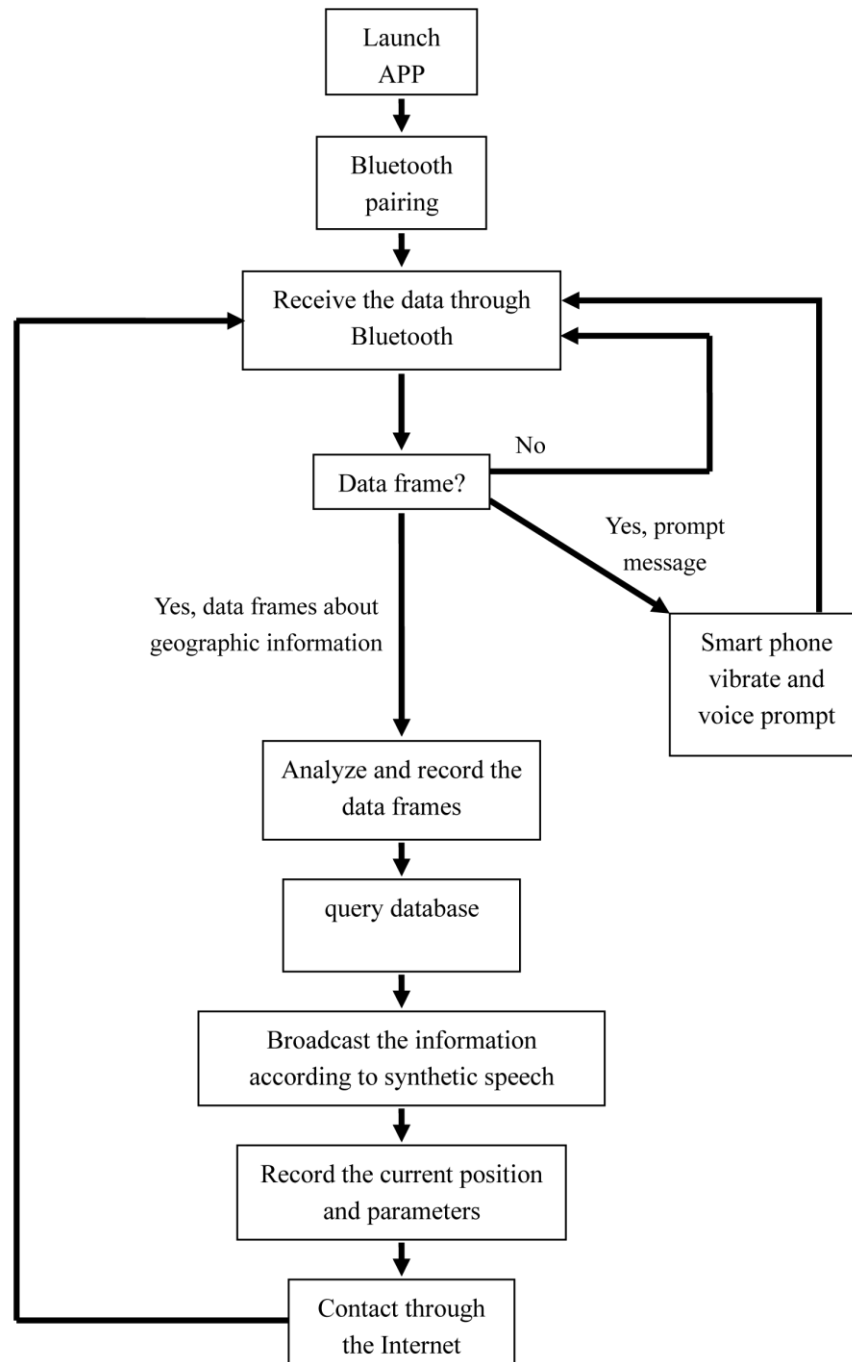 Launch
APP
Bluetooth
pairing
Receive the data through
Bluetooth
No
Data frame?
Yes, prompt
message
Yes, data frames about
geographic information
Smart phone
vibrate and
voice prompt
Analyze and record the
data frames
query database
Broadcast the information
according to synthetic speech
Record the current position
and parameters
Contact through
the Internet